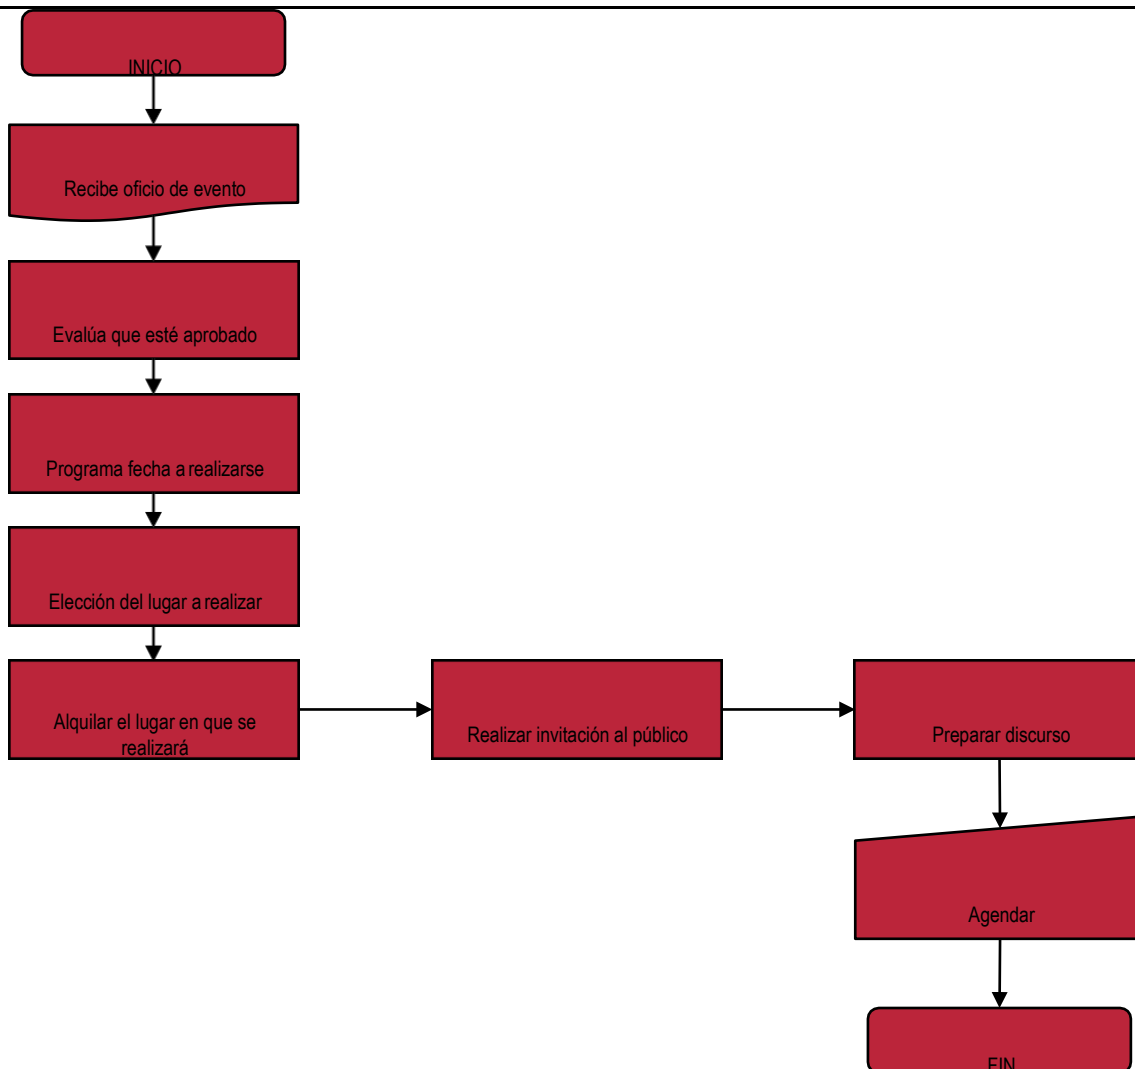 INICIO
Recibe oficio de evento
Evalúa que esté aprobado
Programa fecha a realizarse
Elección del lugar a realizar
Alquilar el lugar en que se
realizará
Realizar invitación al público
Preparar discurso
Agendar
FIN